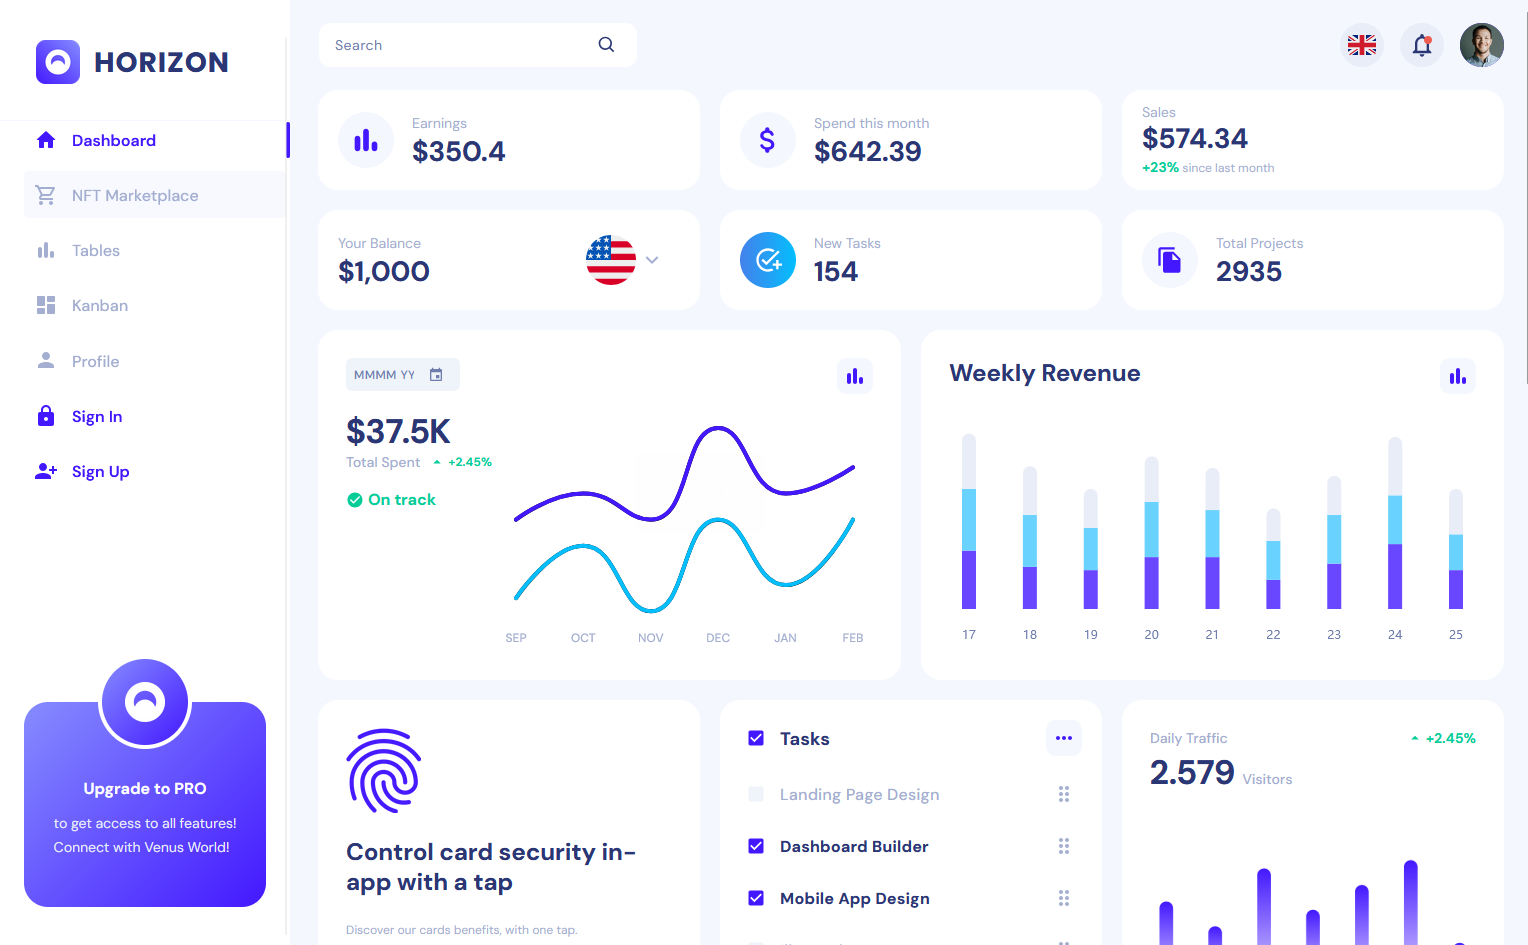 HORIZON
Dashboard
NFT Marketplace
Tables
Kanban
Profile
Sign In
Sign Up
Upgrade to PRO
to get access to all features!
Connect with Venus World!
Search
Earnings
$350.4
Spend this month
$642.39
Sales
$574.34
+23% since last month
Your Balance
$1,000
New Tasks
154
Total Projects
2935
MMMM YY
$37.5K
Total Spent +2.45%
On track
SEP OCT NOV DEC JAN FEB
Weekly Revenue
17 18 19 20 21 22 23 24 25
Control card security in-
app with a tap
Discover our cards benefits, with one tap.
Tasks
Landing Page Design
Dashboard Builder
Mobile App Design
Daily Traffic
+2.45%
2.579 Visitors